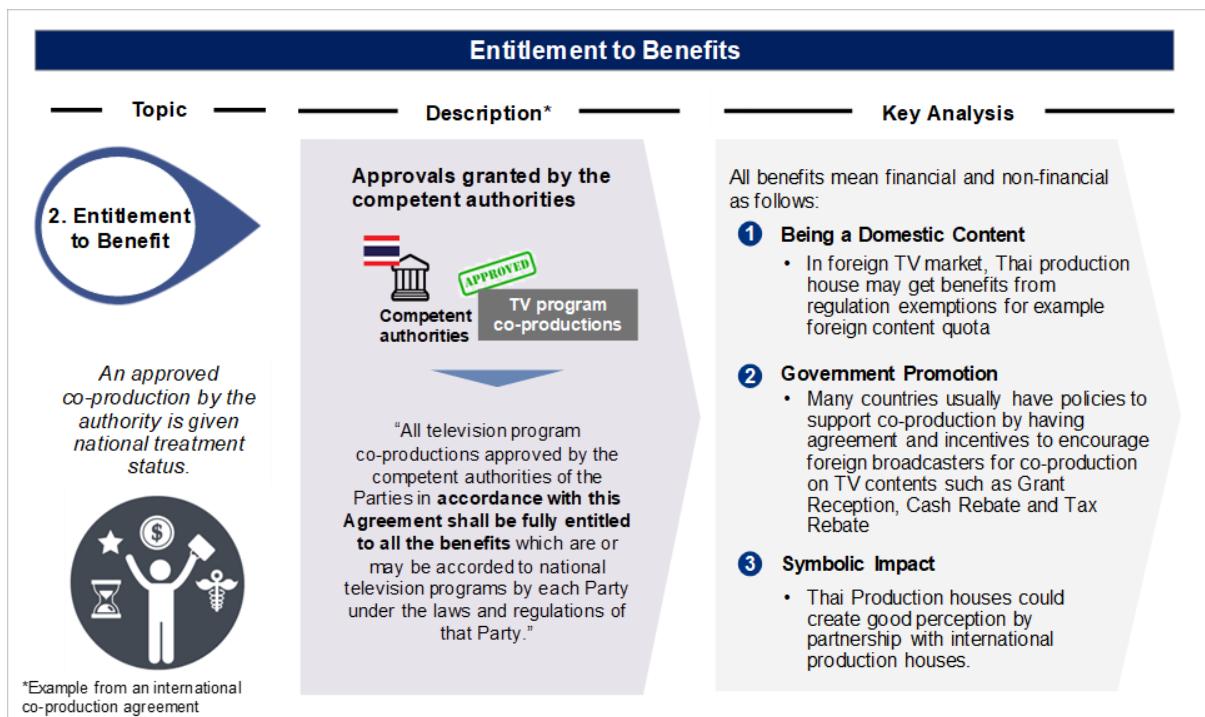 Entitlement to Benefits
Topic
2. Entitlement
to Benefit
An approved
co-production by the
authority is given
national treatment
status.
$
*Example from an international
co-production agreement
Description*
Approvals granted by the
competent authorities
Competent
authorities
APPROVED
TV program
co-productions
“All television program
co-productions approved by the
competent authorities of the
Parties in accordance with this
Agreement shall be fully entitled
to all the benefits which are or
may be accorded to national
television programs by each Party
under the laws and regulations of
that Party.”
Key Analysis
All benefits mean financial and non-financial
as follows:
1 Being a Domestic Content
• In foreign TV market, Thai production
house may get benefits from
regulation exemptions for example
foreign content quota
2 Government Promotion
• Many countries usually have policies to
support co-production by having
agreement and incentives to encourage
foreign broadcasters for co-production
on TV contents such as Grant
Reception, Cash Rebate and Tax
Rebate
3 Symbolic Impact
• Thai Production houses could
create good perception by
partnership with international
production houses.